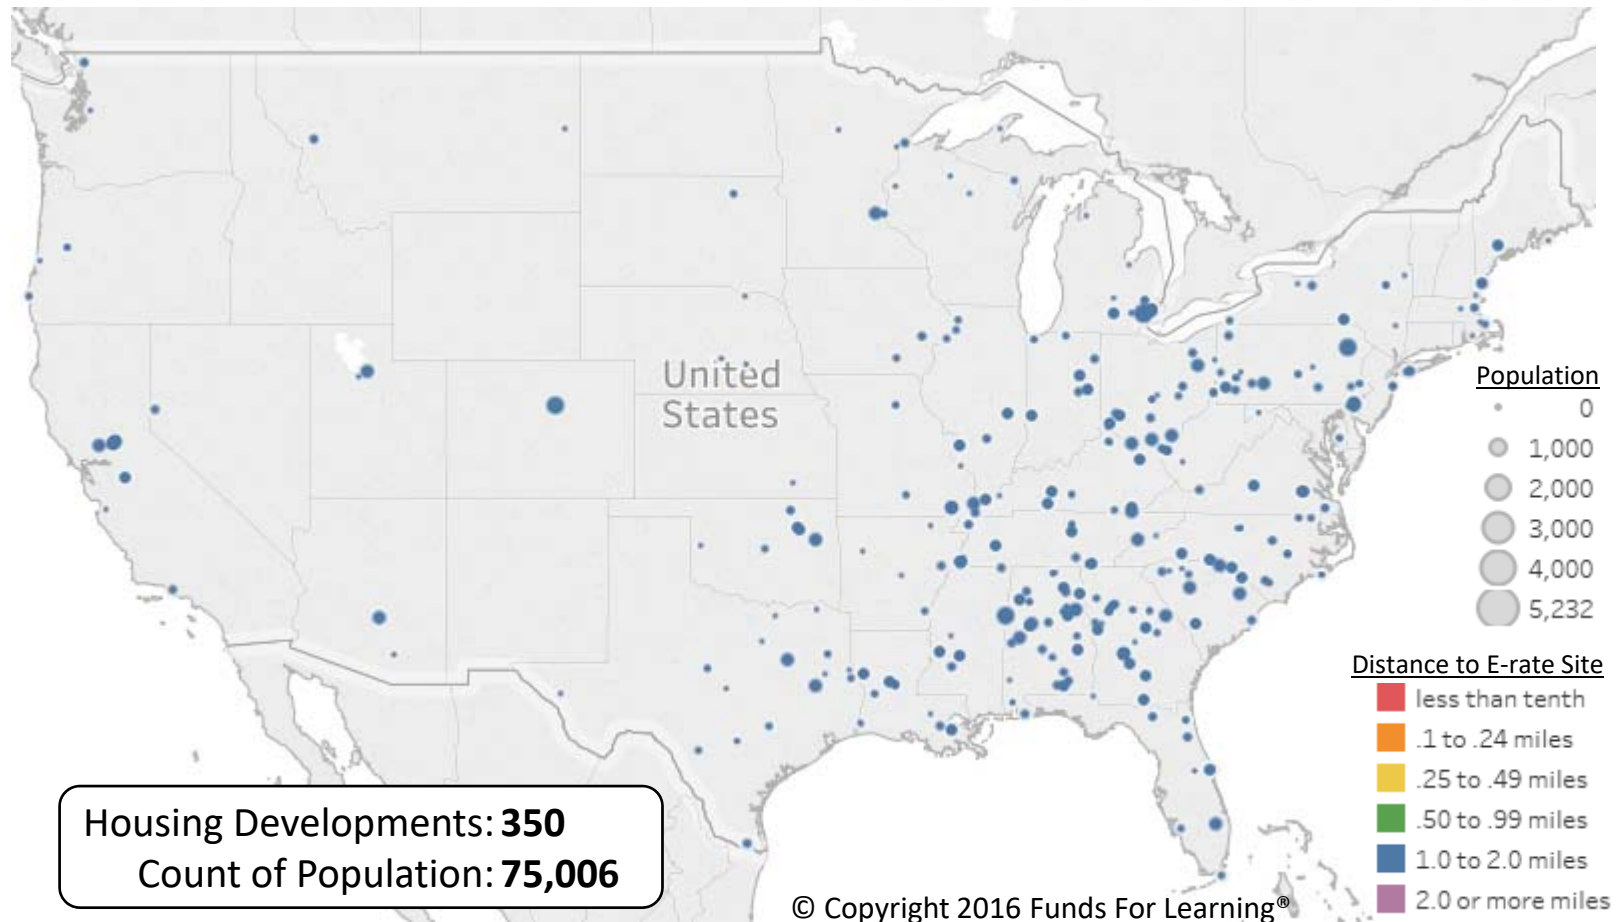 United
States
Population
0
1,000
2,000
3,000
4,000
5,232
Distance to E-rate Site
less than tenth
.1 to .24 miles
.25 to .49 miles
.50 to .99 miles
1.0 to 2.0 miles
2.0 or more miles
Housing Developments: 350
Count of Population: 75,006
© Copyright 2016 Funds For Learning®